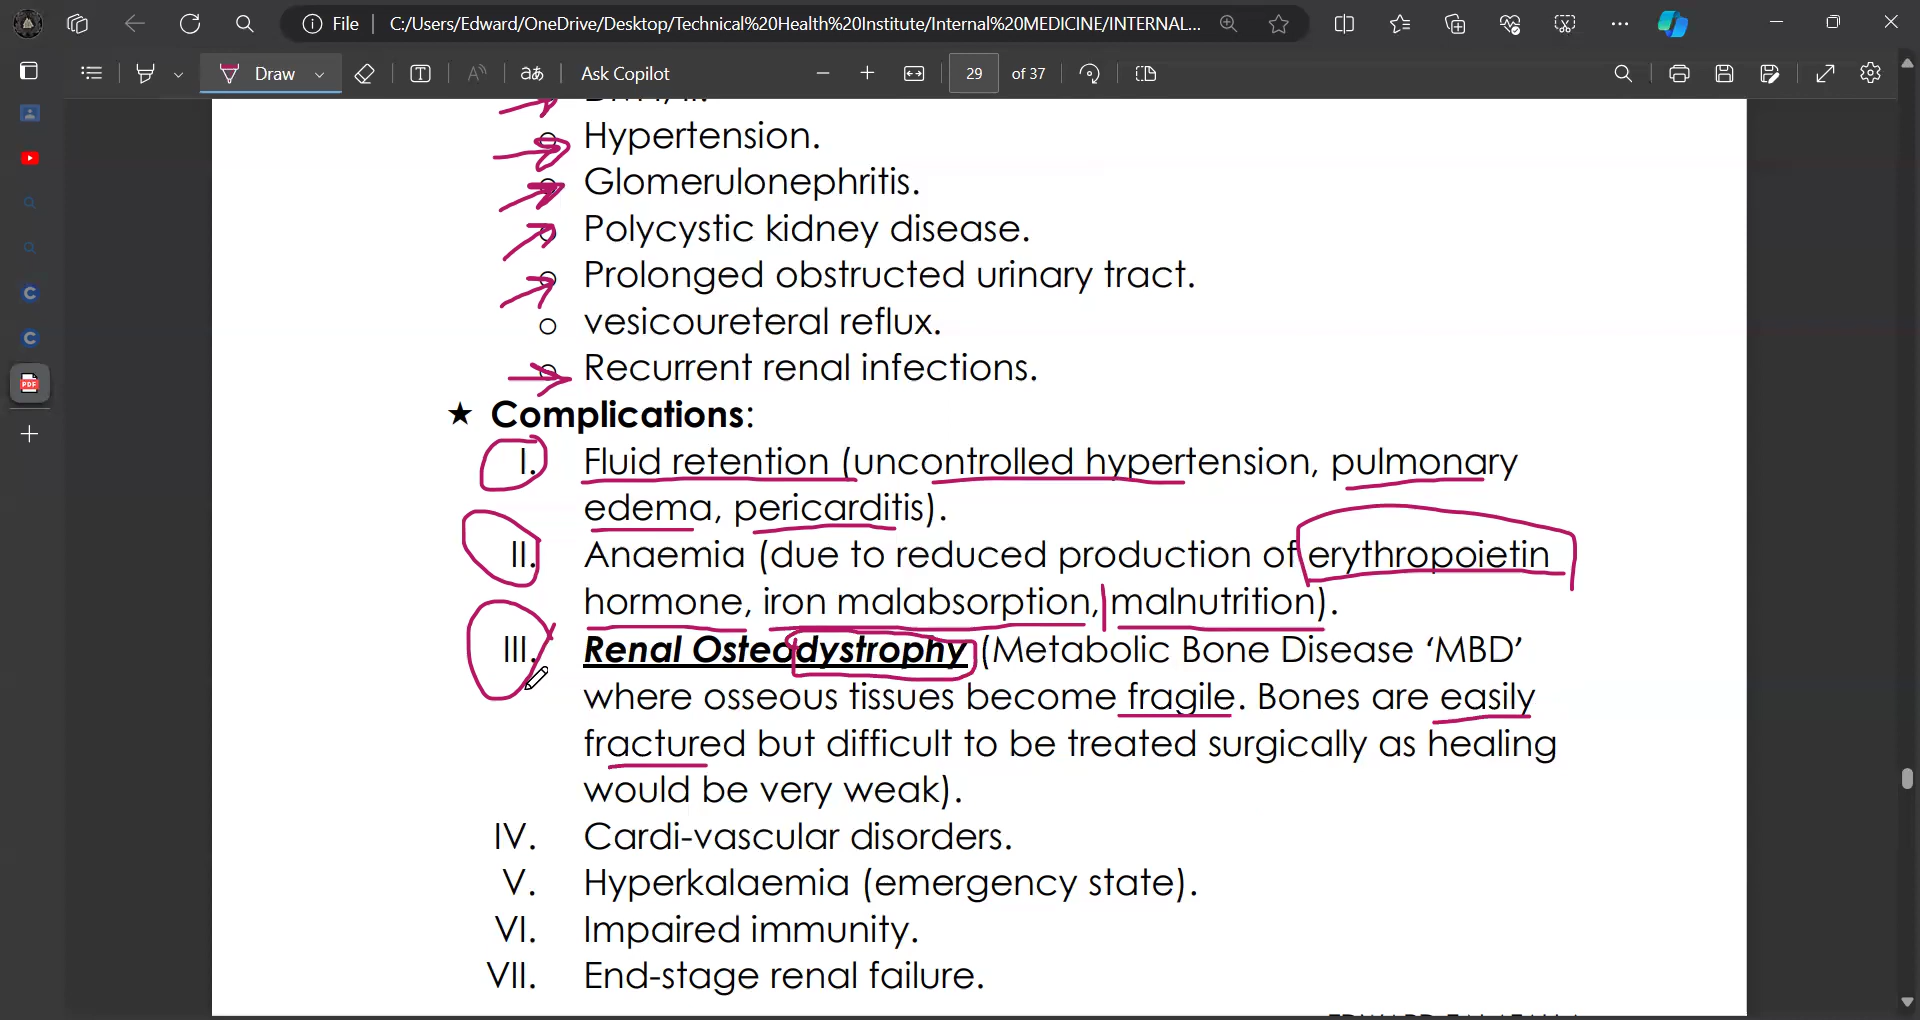 File
C:/Users/Edward/OneDrive/Desktop/Technical%20Health%20Institute/Internal%20MEDICINE/INTERNAL...
Draw
T
aあ
Ask Copilot
29
of 37
Hypertension.
Glomerulonephritis.
Polycystic kidney disease.
Prolonged obstructed urinary tract.
○ vesicoureteral reflux.
Recurrent renal infections.
★ Complications:
I. Fluid retention (uncontrolled hypertension, pulmonary
edema, pericarditis).
II. Anaemia (due to reduced production of erythropoietin
hormone, iron malabsorption, malnutrition).
III. Renal Osteodystrophy (Metabolic Bone Disease ‘MBD’
where osseous tissues become fragile. Bones are easily
fractured but difficult to be treated surgically as healing
would be very weak).
IV. Cardi-vascular disorders.
V. Hyperkalaemia (emergency state).
VI. Impaired immunity.
VII. End-stage renal failure.